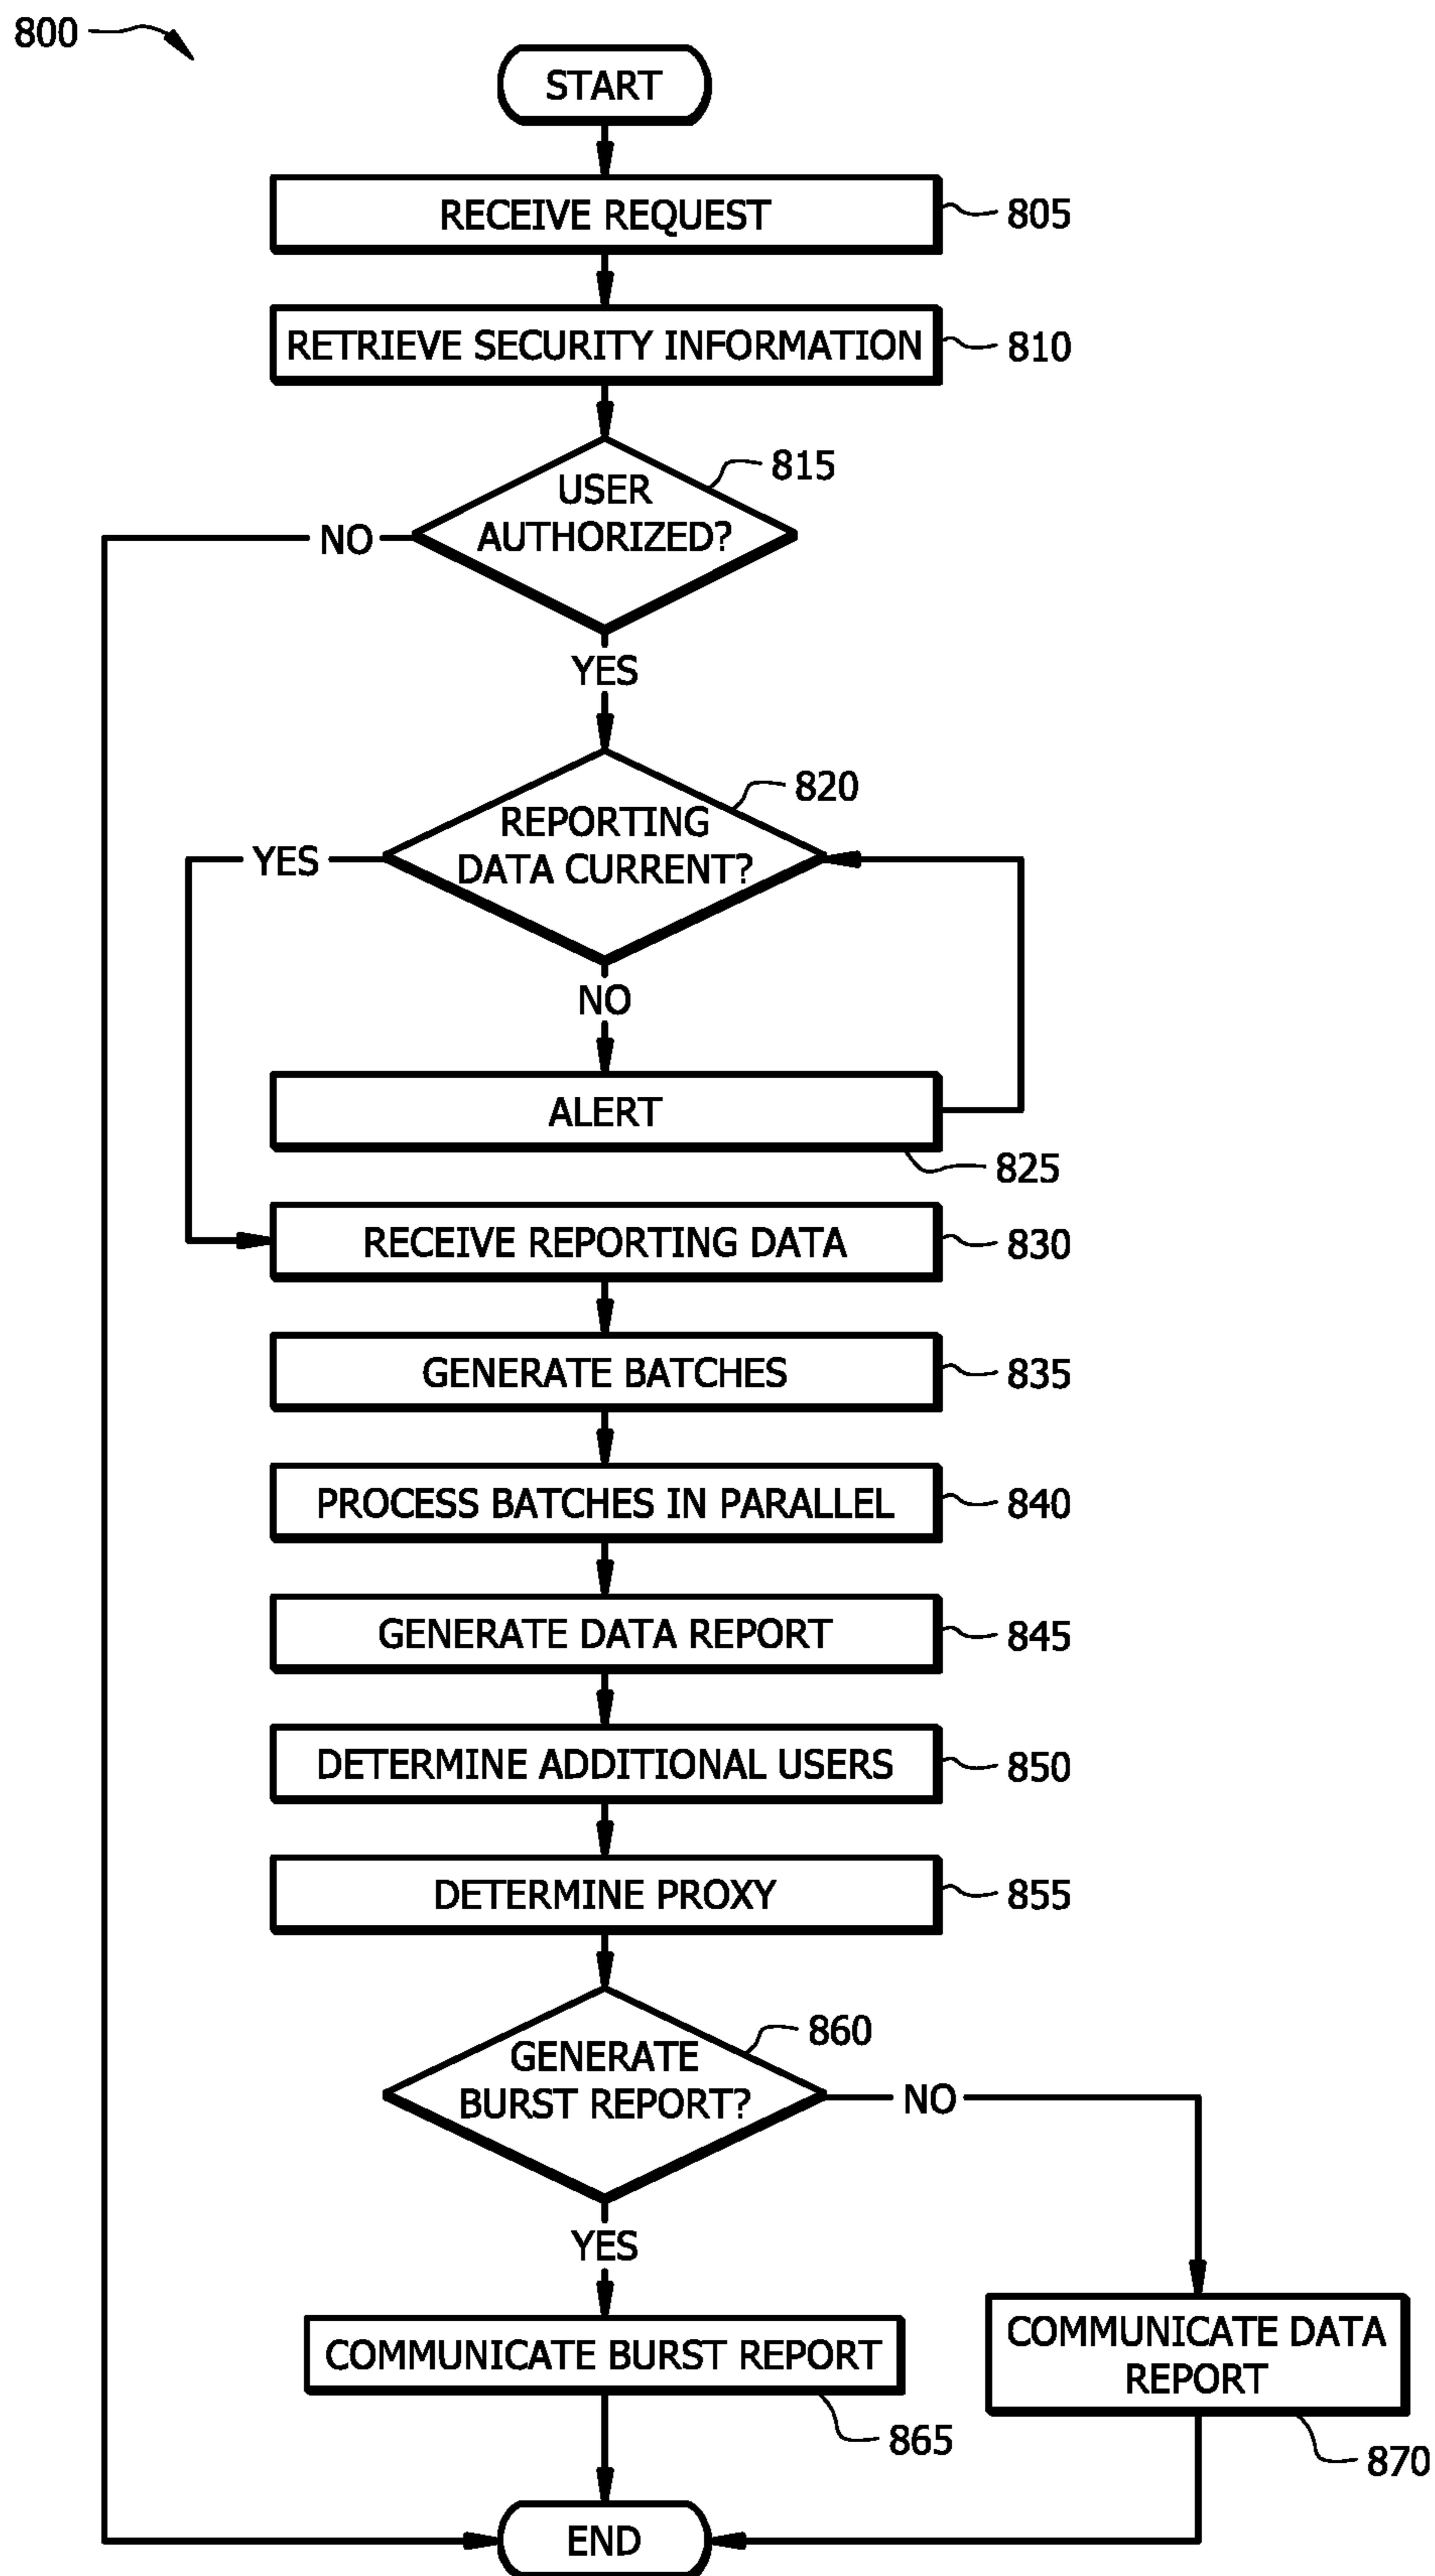 800
START
RECEIVE REQUEST
805
RETRIEVE SECURITY INFORMATION
810
815
USER
AUTHORIZED?
NO
YES
820
REPORTING
DATA CURRENT?
YES
NO
ALERT
825
RECEIVE REPORTING DATA
830
GENERATE BATCHES
835
PROCESS BATCHES IN PARALLEL
840
GENERATE DATA REPORT
845
DETERMINE ADDITIONAL USERS
850
DETERMINE PROXY
855
860
GENERATE
BURST REPORT?
NO
YES
COMMUNICATE BURST REPORT
865
COMMUNICATE DATA
REPORT
870
END